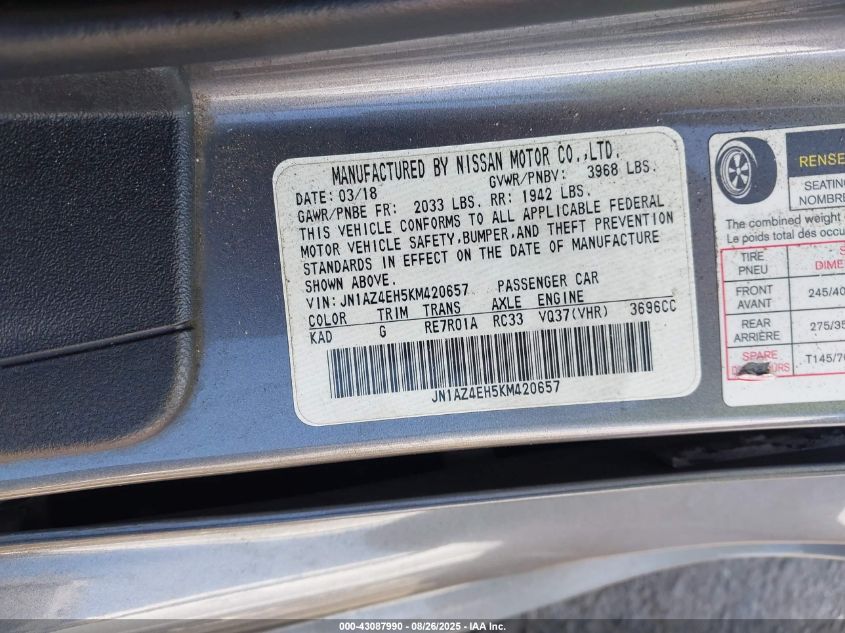 MANUFACTURED BY NISSAN MOTOR CO.,LTD.
DATE: 03/18 GVWR/PNBV: 3968 LBS.
GAWR/PNBE FR: 2033 LBS. RR: 1942 LBS.
THIS VEHICLE CONFORMS TO ALL APPLICABLE FEDERAL
MOTOR VEHICLE SAFETY,BUMPER,AND THEFT PREVENTION
STANDARDS IN EFFECT ON THE DATE OF MANUFACTURE
SHOWN ABOVE.
VIN: JN1AZ4EH5KM420657 PASSENGER CAR
COLOR TRIM TRANS AXLE ENGINE
KAD G RE7R01A RC33 VQ37(VHR) 3696CC
JN1AZ4EH5KM420657
RENSE
SEATING
NOMBRE
The combined weight
Le poids total des occu
TIRE
PNEU
S
DIME
FRONT
AVANT
245/40
REAR
ARRIÈRE
275/35
SPARE
T145/70
000-43087990 - 08/26/2025 - IAA Inc.